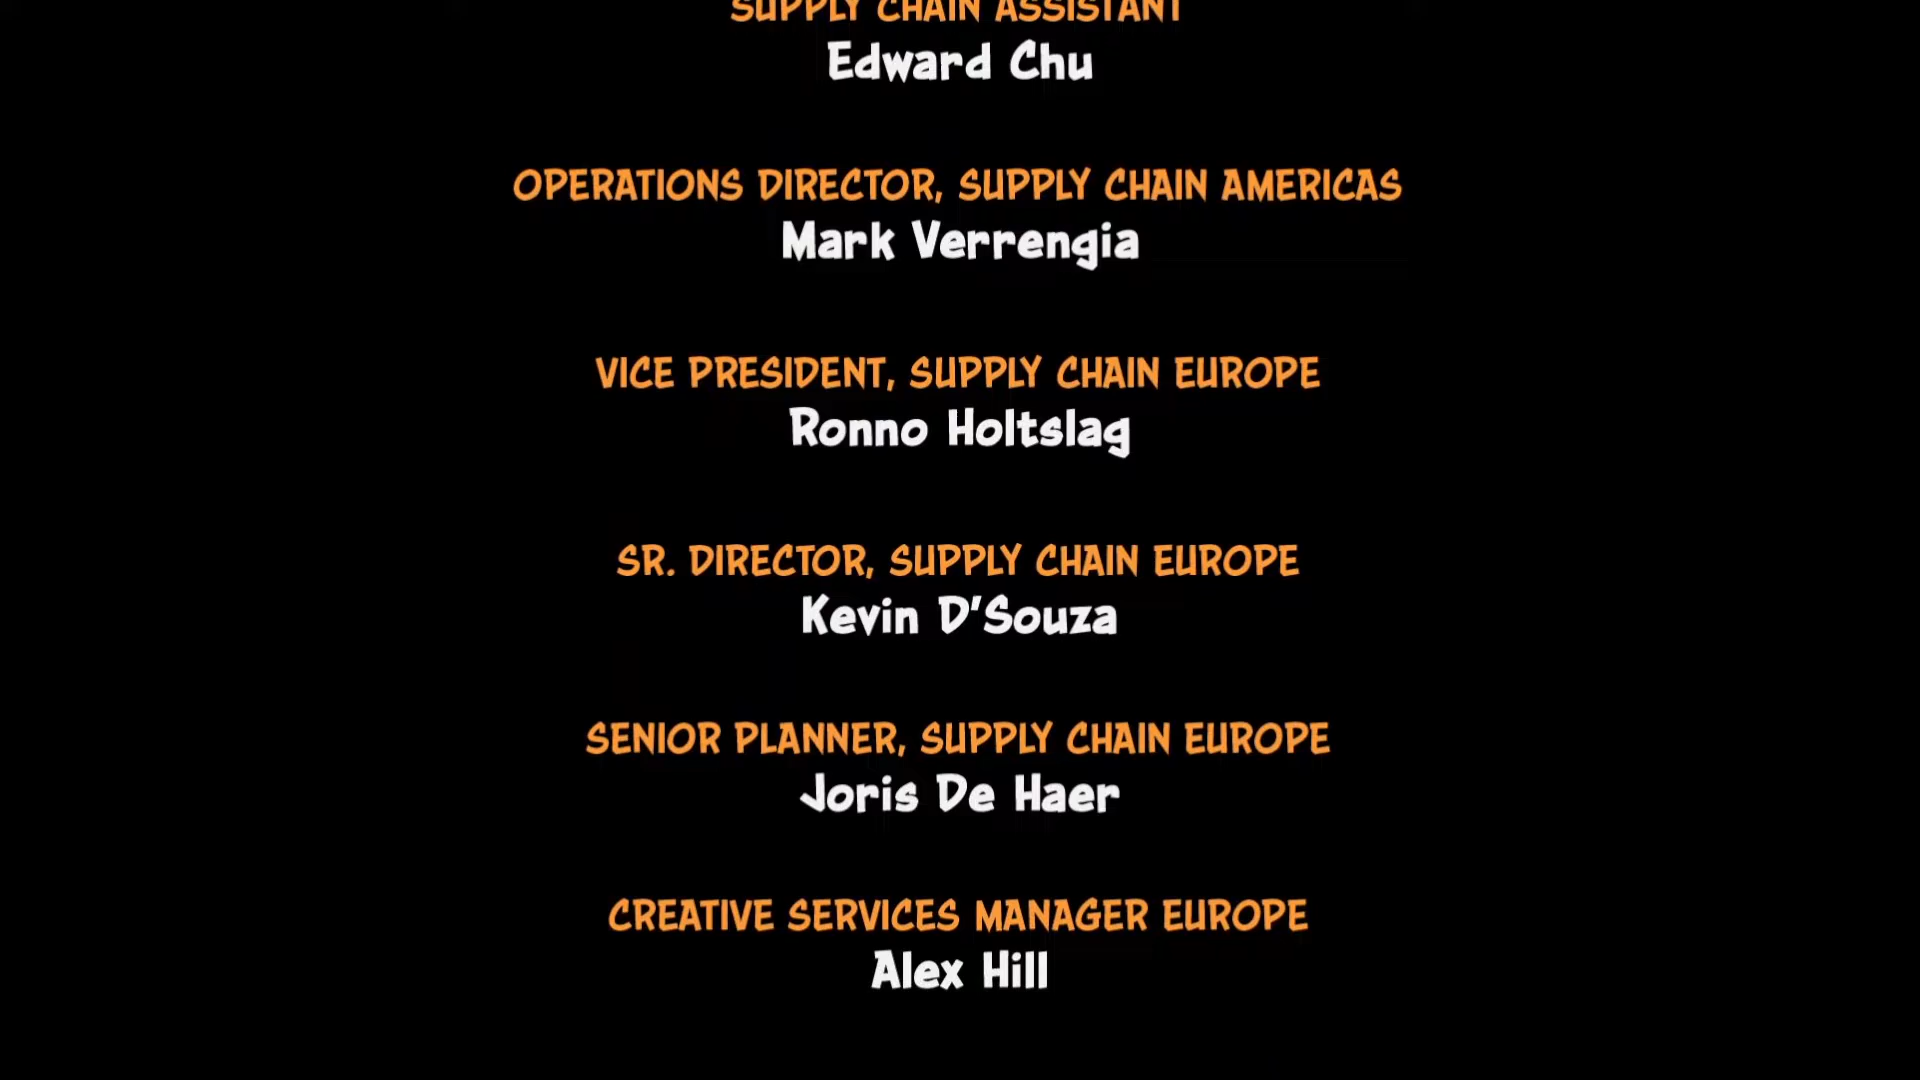 SUPPLY CHAIN ASSISTANT
Edward Chu
OPERATIONS DIRECTOR, SUPPLY CHAIN AMERICAS
Mark Verrengia
VICE PRESIDENT, SUPPLY CHAIN EUROPE
Ronno Holtslag
SR. DIRECTOR, SUPPLY CHAIN EUROPE
Kevin D'Souza
SENIOR PLANNER, SUPPLY CHAIN EUROPE
Joris De Haer
CREATIVE SERVICES MANAGER EUROPE
Alex Hill